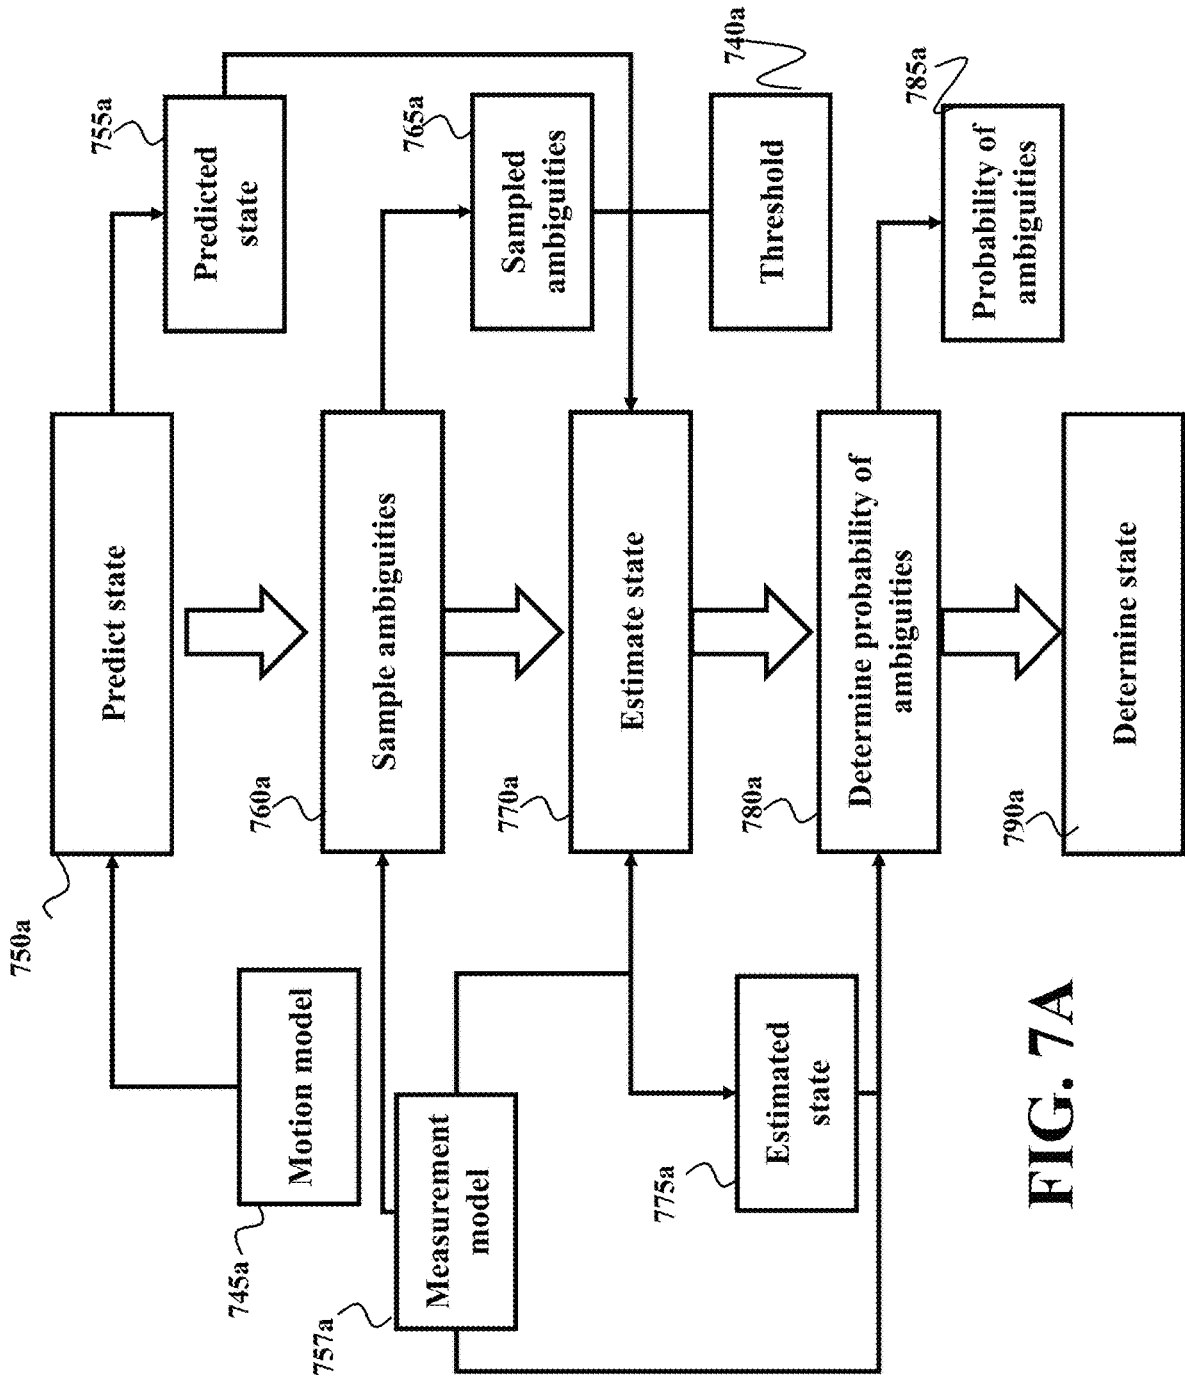 750a
Predict state
755a
Predicted
state
745a
Motion model
760a
Sample ambiguities
765a
Sampled
ambiguities
757a
Measurement
model
770a
Estimate state
740a
Threshold
775a
Estimated
state
780a
Determine probability of
ambiguities
785a
Probability of
ambiguities
790a
Determine state
FIG. 7A